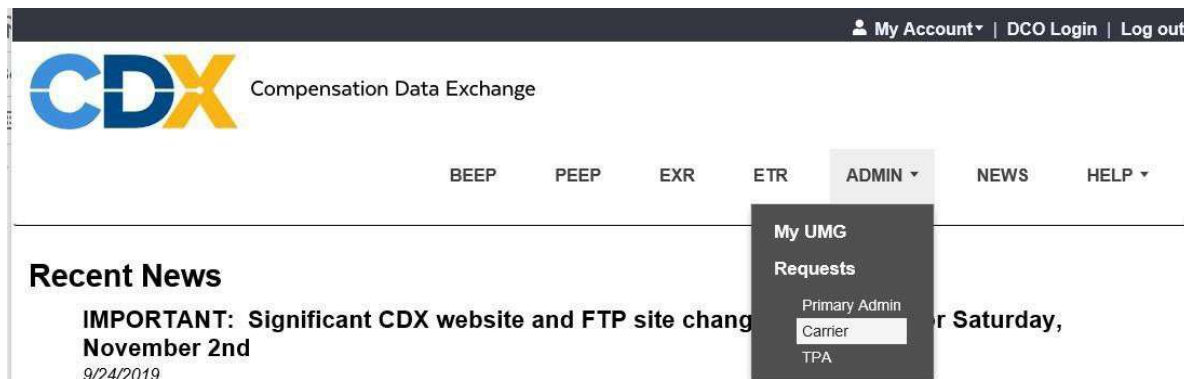 My Account | DCO Login | Log out
CDX Compensation Data Exchange
BEEP PEEP EXR ETR ADMIN NEWS HELP
My UMG
Requests
Primary Admin
Carrier
TPA
Recent News
IMPORTANT: Significant CDX website and FTP site chang r Saturday,
November 2nd
9/24/2019